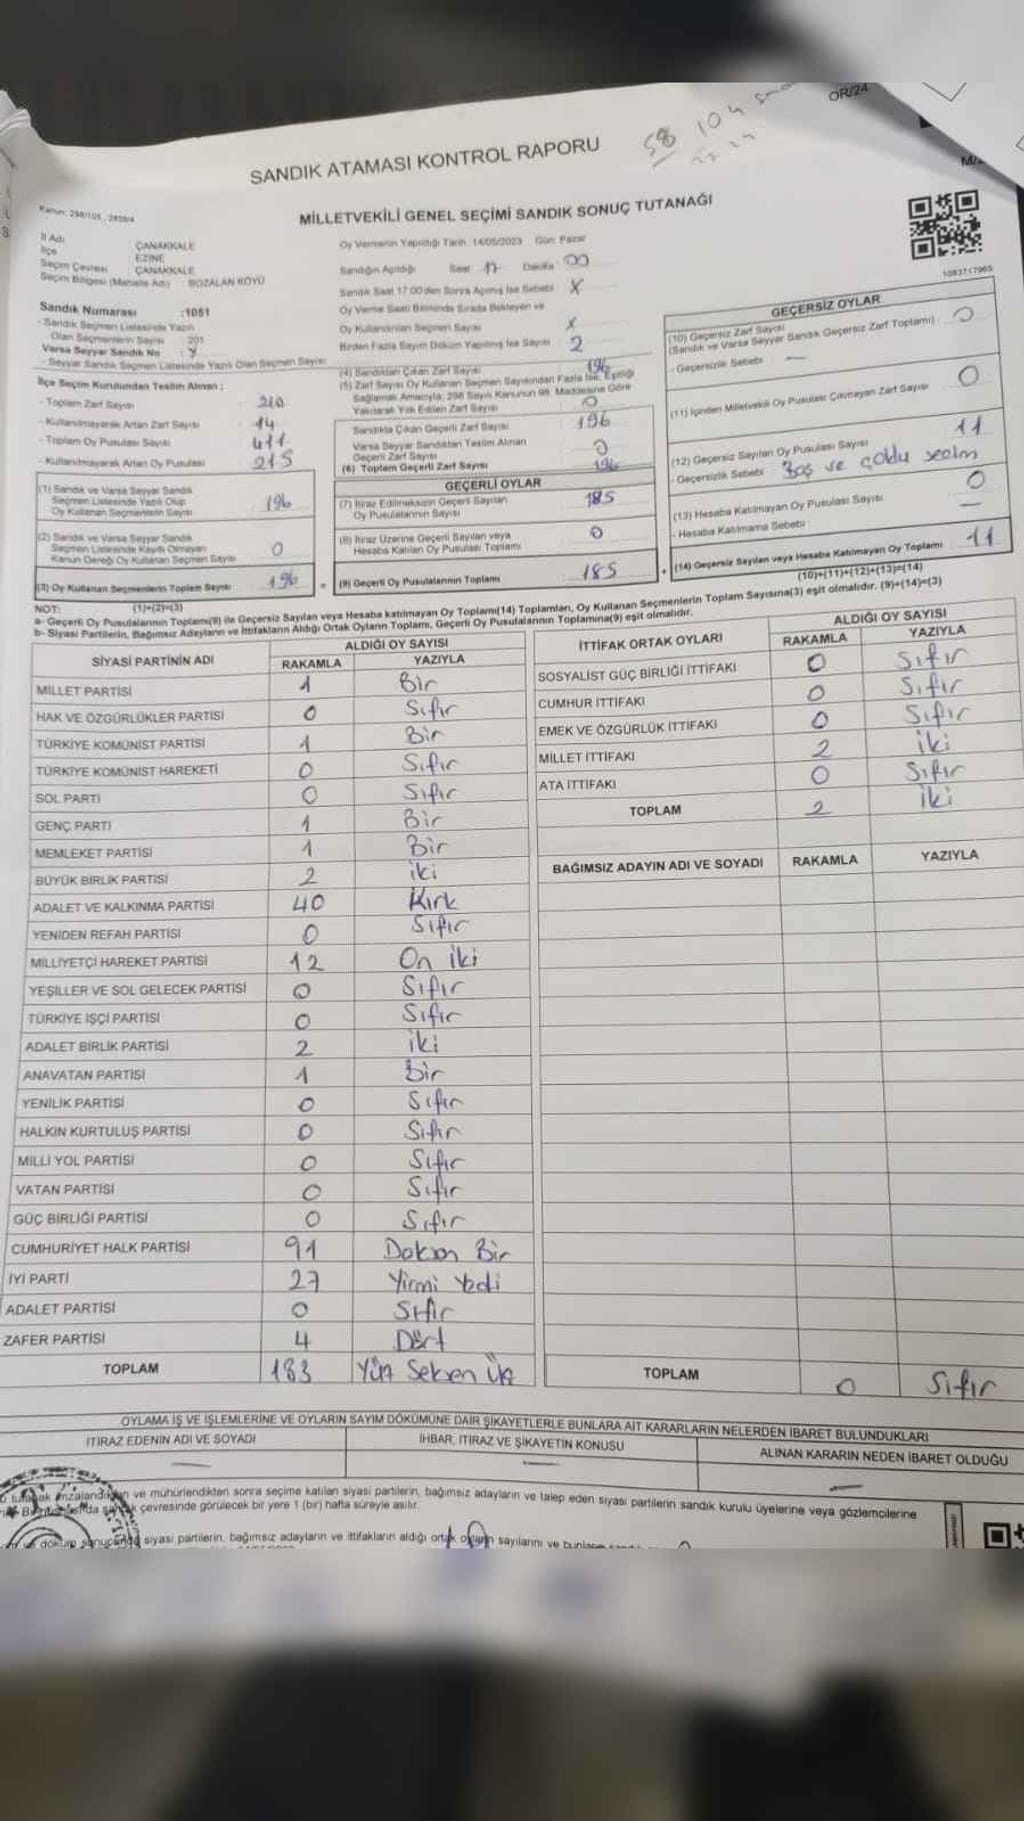 OR/24
58 104
SANDIK ATAMASI KONTROL RAPORU
MİLLETVEKİLİ GENEL SEÇİMİ SANDIK SONUÇ TUTANAĞI
İl Adı ÇANAKKALE
İlçe EZİNE
Seçim Çevresi ÇANAKKALE
Seçim Bölgesi (Mahalle Adı) BOZALAN KÖYÜ
Oy Vermenin Yapıldığı Tarih :14/05/2023 Gün: Pazar
Sandığın Açıldığı Saat 17 Dakika 00
Sandık Saat 17:00'den Sonra Açılmış İse Sebebi X
Oy Verme Saati Bitiminde Sırada Bekleyen ve
Oy Kullandırılan Seçmen Sayısı X
Birden Fazla Sayım Döküm Yapılmış İse Sayısı 2
1083717965
Sandık Numarası :1051
- Sandık Seçmen Listesinde Yazılı
Olan Seçmenlerin Sayısı 201
Varsa Seyyar Sandık No
- Seyyar Sandık Seçmen Listesinde Yazılı Olan Seçmen Sayısı:
İlçe Seçim Kurulundan Teslim Alınan :
- Toplam Zarf Sayısı 210
- Kullanılmayarak Artan Zarf Sayısı 14
- Toplam Oy Pusulası Sayısı 411
- Kullanılmayarak Artan Oy Pusulası 215
(1) Sandık ve Varsa Seyyar Sandık
Seçmen Listesinde Yazılı Olup
Oy Kullanan Seçmenlerin Sayısı 196
(2) Sandık ve Varsa Seyyar Sandık
Seçmen Listesinde Kayıtlı Olmayan
Kanun Gereği Oy Kullanan Seçmen Sayısı 0
(3) Oy Kullanan Seçmenlerin Toplam Sayısı 196
(1)+(2)=(3)
(4) Sandıktan Çıkan Zarf Sayısı 196
(5) Zarf Sayısı Oy Kullanan Seçmen Sayısından Fazla İse, Eşitliği
Sağlamak Amacıyla; 298 Sayılı Kanunun 98. Maddesine Göre
Yakılarak Yok Edilen Zarf Sayısı 0
Sandıkta Çıkan Geçerli Zarf Sayısı 196
Varsa Seyyar Sandıktan Teslim Alınan
Geçerli Zarf Sayısı 0
(6) Toplam Geçerli Zarf Sayısı 196
GEÇERLİ OYLAR
(7) İtiraz Edilmeksizin Geçerli Sayılan
Oy Pusulalarının Sayısı 185
(8) İtiraz Üzerine Geçerli Sayılan veya
Hesaba Katılan Oy Pusulası Toplamı 0
(9) Geçerli Oy Pusulalarının Toplamı 185
GEÇERSİZ OYLAR
(10) Geçersiz Zarf Sayısı
(Sandık ve Varsa Seyyar Sandık Geçersiz Zarf Toplamı) 0
- Geçersizlik Sebebi —
(11) İçinden Milletvekili Oy Pusulası Çıkmayan Zarf Sayısı 0
(12) Geçersiz Sayılan Oy Pusulası Sayısı 11
- Geçersizlik Sebebi Boş ve çoklu seçim
(13) Hesaba Katılmayan Oy Pusulası Sayısı 0
- Hesaba Katılmama Sebebi —
(14) Geçersiz Sayılan veya Hesaba Katılmayan Oy Toplamı 11
(10)+(11)+(12)+(13)=(14)
NOT:
a- Geçerli Oy Pusulalarının Toplamı(9) ile Geçersiz Sayılan veya Hesaba katılmayan Oy Toplamı(14) Toplamları, Oy Kullanan Seçmenlerin Toplam Sayısına(3) eşit olmalıdır. (9)+(14)=(3)
b- Siyasi Partilerin, Bağımsız Adayların ve İttifakların Aldığı Ortak Oyların Toplamı, Geçerli Oy Pusulalarının Toplamına(9) eşit olmalıdır.
SİYASİ PARTİNİN ADI ALDIĞI OY SAYISI
RAKAMLA YAZIYLA
MİLLET PARTİSİ 1 Bir
HAK VE ÖZGÜRLÜKLER PARTİSİ 0 Sıfır
TÜRKİYE KOMÜNİST PARTİSİ 1 Bir
TÜRKİYE KOMÜNİST HAREKETİ 0 Sıfır
SOL PARTİ 0 Sıfır
GENÇ PARTİ 1 Bir
MEMLEKET PARTİSİ 1 Bir
BÜYÜK BİRLİK PARTİSİ 2 iki
ADALET VE KALKINMA PARTİSİ 40 Kırk
YENİDEN REFAH PARTİSİ 0 Sıfır
MİLLİYETÇİ HAREKET PARTİSİ 12 On iki
YEŞİLLER VE SOL GELECEK PARTİSİ 0 Sıfır
TÜRKİYE İŞÇİ PARTİSİ 0 Sıfır
ADALET BİRLİK PARTİSİ 2 iki
ANAVATAN PARTİSİ 1 Bir
YENİLİK PARTİSİ 0 Sıfır
HALKIN KURTULUŞ PARTİSİ 0 Sıfır
MİLLİ YOL PARTİSİ 0 Sıfır
VATAN PARTİSİ 0 Sıfır
GÜÇ BİRLİĞİ PARTİSİ 0 Sıfır
CUMHURİYET HALK PARTİSİ 91 Doksan Bir
İYİ PARTİ 27 Yirmi Yedi
ADALET PARTİSİ 0 Sıfır
ZAFER PARTİSİ 4 Dört
TOPLAM 183 Yüz Seksen Üç
İTTİFAK ORTAK OYLARI ALDIĞI OY SAYISI
RAKAMLA YAZIYLA
SOSYALİST GÜÇ BİRLİĞİ İTTİFAKI 0 Sıfır
CUMHUR İTTİFAKI 0 Sıfır
EMEK VE ÖZGÜRLÜK İTTİFAKI 0 Sıfır
MİLLET İTTİFAKI 2 iki
ATA İTTİFAKI 0 Sıfır
TOPLAM 2 iki
BAĞIMSIZ ADAYIN ADI VE SOYADI RAKAMLA YAZIYLA
TOPLAM 0 Sıfır
OYLAMA İŞ VE İŞLEMLERİNE VE OYLARIN SAYIM DÖKÜMÜNE DAİR ŞİKAYETLERLE BUNLARA AİT KARARLARIN NELERDEN İBARET BULUNDUKLARI
İTİRAZ EDENİN ADI VE SOYADI İHBAR, İTİRAZ VE ŞİKAYETİN KONUSU ALINAN KARARIN NEDEN İBARET OLDUĞU
— — —
ve mühürlendikten sonra seçime katılan siyasi partilerin, bağımsız adayların ve talep eden siyasi partilerin sandık kurulu üyelerine veya gözlemcilerine
çevresinde görülecek bir yere 1 (bir) hafta süreyle asılır.
siyasi partilerin, bağımsız adayların ve ittifakların aldığı ortak oyların sayılarını ve